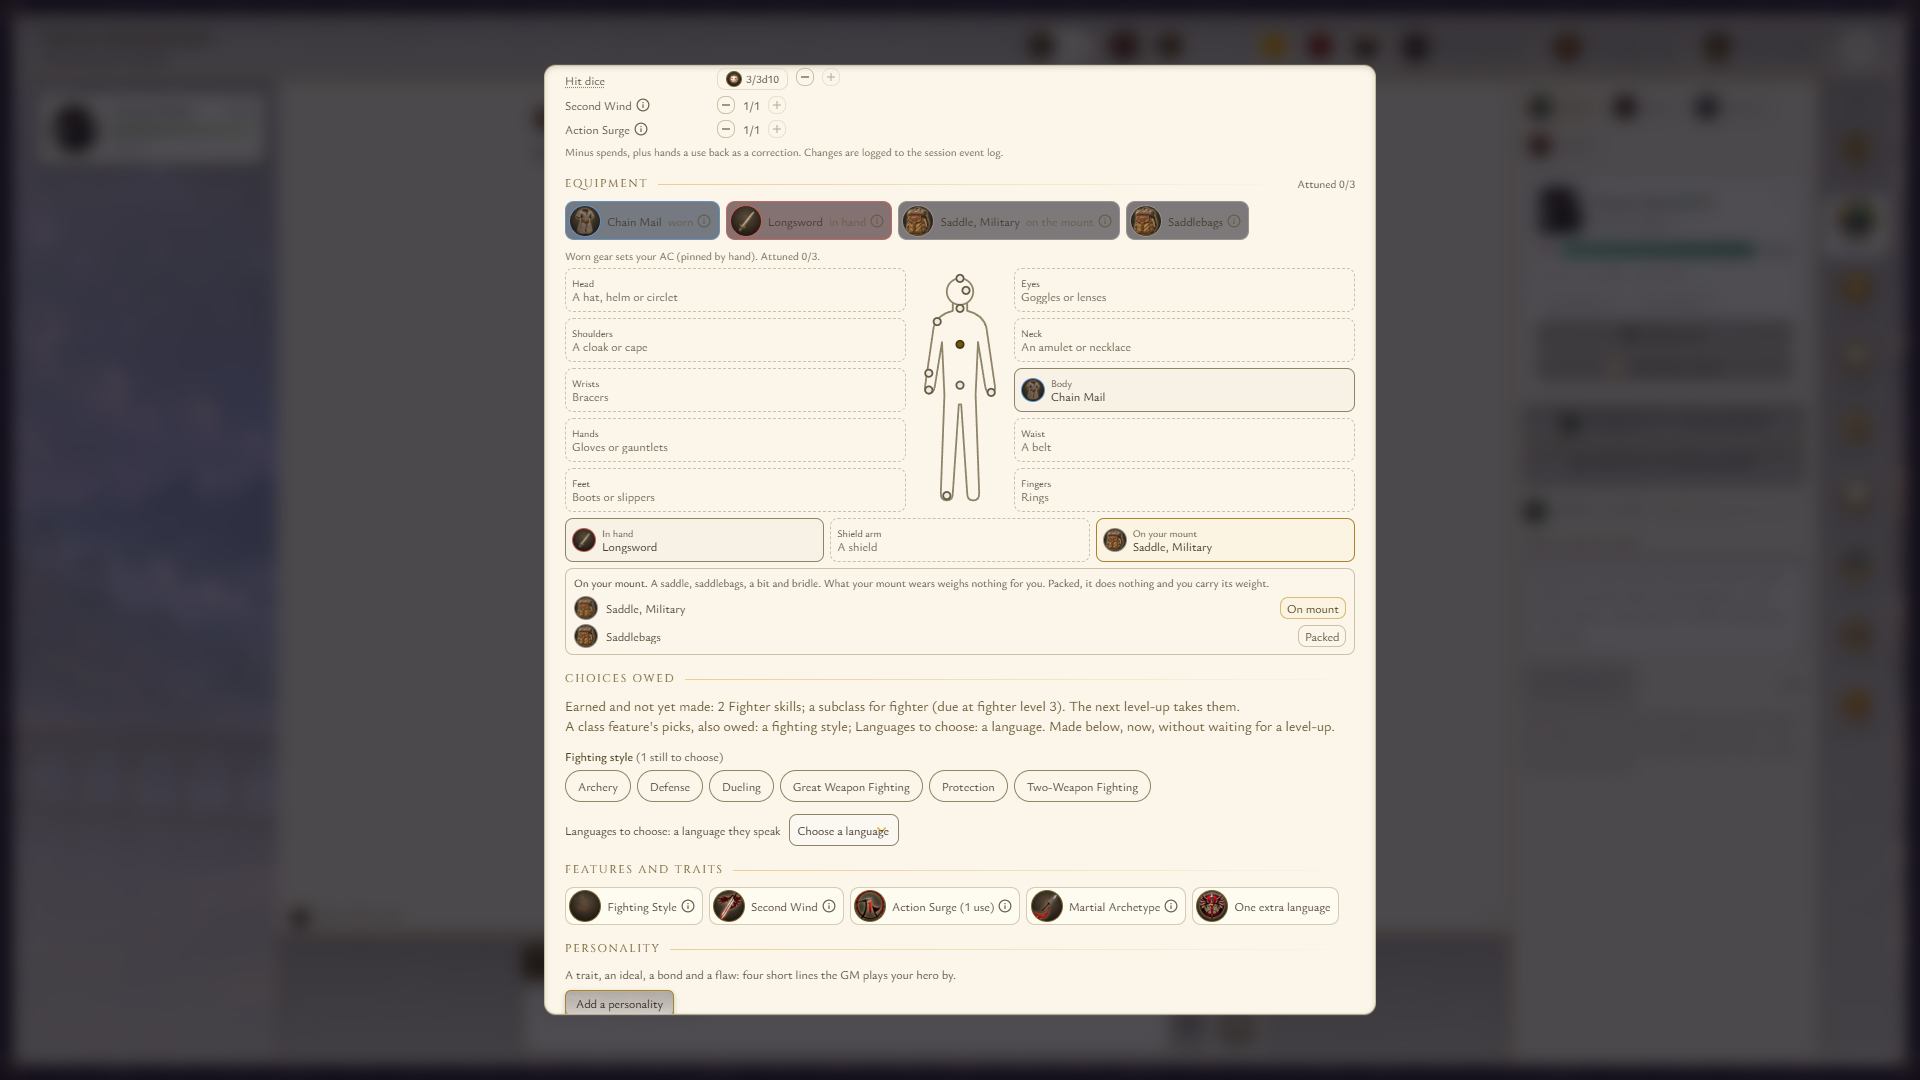 Hit dice 3/3d10
Second Wind 1/1
Action Surge 1/1
Minus spends, plus hands a use back as a correction. Changes are logged to the session event log.
EQUIPMENT Attuned 0/3
Chain Mail worn Longsword in hand Saddle, Military on the mount Saddlebags
Worn gear sets your AC (pinned by hand). Attuned 0/3.
Head
A hat, helm or circlet
Eyes
Goggles or lenses
Shoulders
A cloak or cape
Neck
An amulet or necklace
Wrists
Bracers
Body
Chain Mail
Hands
Gloves or gauntlets
Waist
A belt
Feet
Boots or slippers
Fingers
Rings
In hand
Longsword
Shield arm
A shield
On your mount
Saddle, Military
On your mount. A saddle, saddlebags, a bit and bridle. What your mount wears weighs nothing for you. Packed, it does nothing and you carry its weight.
Saddle, Military On mount
Saddlebags Packed
CHOICES OWED
Earned and not yet made: 2 Fighter skills; a subclass for fighter (due at fighter level 3). The next level-up takes them.
A class feature's picks, also owed: a fighting style; Languages to choose: a language. Made below, now, without waiting for a level-up.
Fighting style (1 still to choose)
Archery Defense Dueling Great Weapon Fighting Protection Two-Weapon Fighting
Languages to choose: a language they speak Choose a language
FEATURES AND TRAITS
Fighting Style Second Wind Action Surge (1 use) Martial Archetype One extra language
PERSONALITY
A trait, an ideal, a bond and a flaw: four short lines the GM plays your hero by.
Add a personality